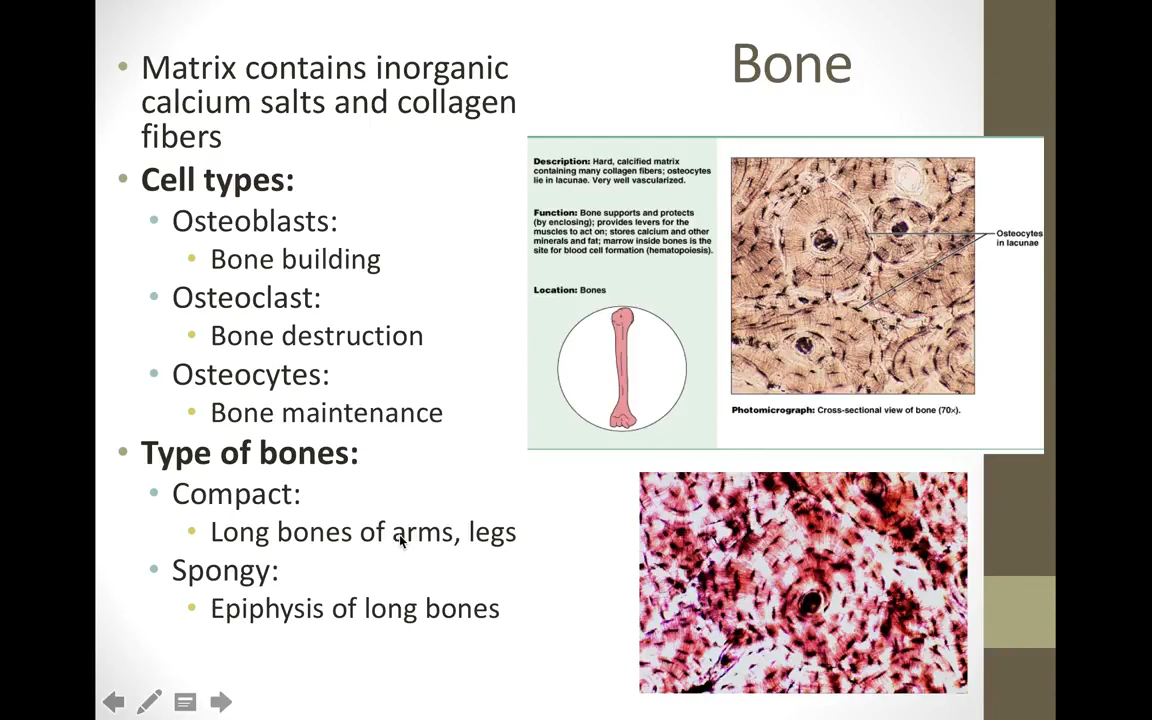 Bone
Matrix contains inorganic
calcium salts and collagen
fibers
Cell types:
Osteoblasts:
Bone building
Osteoclast:
Bone destruction
Osteocytes:
Bone maintenance
Type of bones:
Compact:
Long bones of arms, legs
Spongy:
Epiphysis of long bones
Description: Hard, calcified matrix
containing many collagen fibers; osteocytes
lie in lacunae. Very well vascularized.
Function: Bone supports and protects
(by enclosing); provides levers for the
muscles to act on; stores calcium and other
minerals and fat; marrow inside bones is the
site for blood cell formation (hematopoiesis).
Location: Bones
Osteocytes
in lacunae
Photomicrograph: Cross-sectional view of bone (70×).